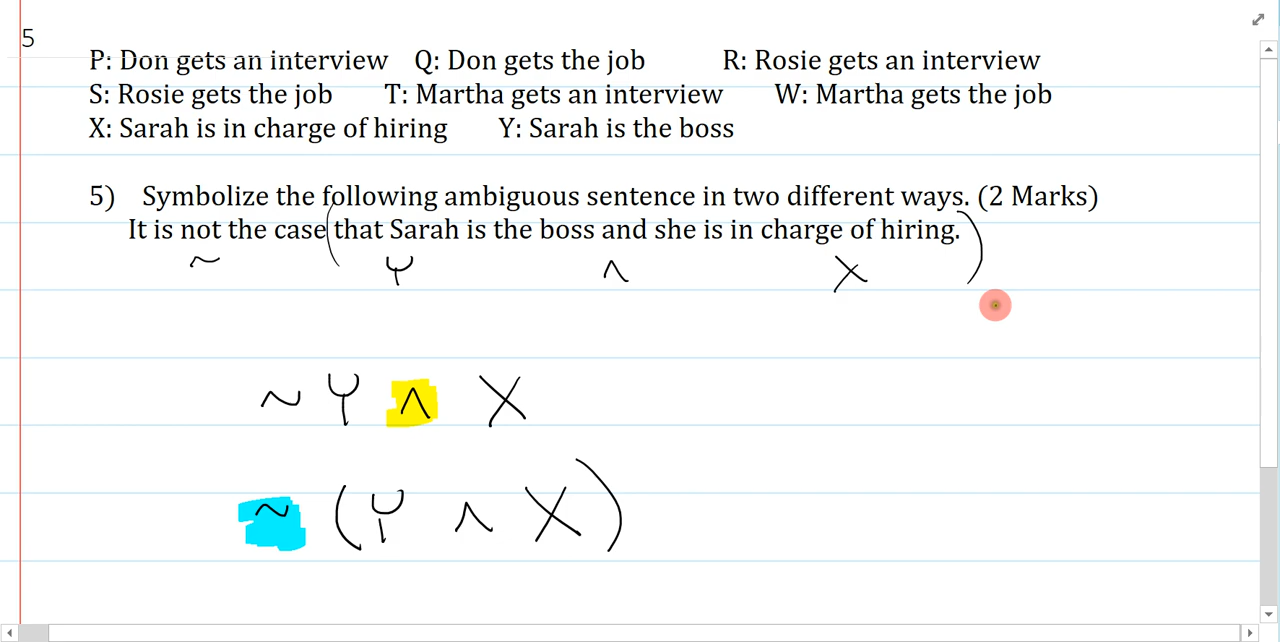 5
P: Don gets an interview Q: Don gets the job R: Rosie gets an interview
S: Rosie gets the job T: Martha gets an interview W: Martha gets the job
X: Sarah is in charge of hiring Y: Sarah is the boss
5) Symbolize the following ambiguous sentence in two different ways. (2 Marks)
It is not the case (that Sarah is the boss and she is in charge of hiring.)
~ Y ∧ X
~ Y ∧ X
~ (Y ∧ X)